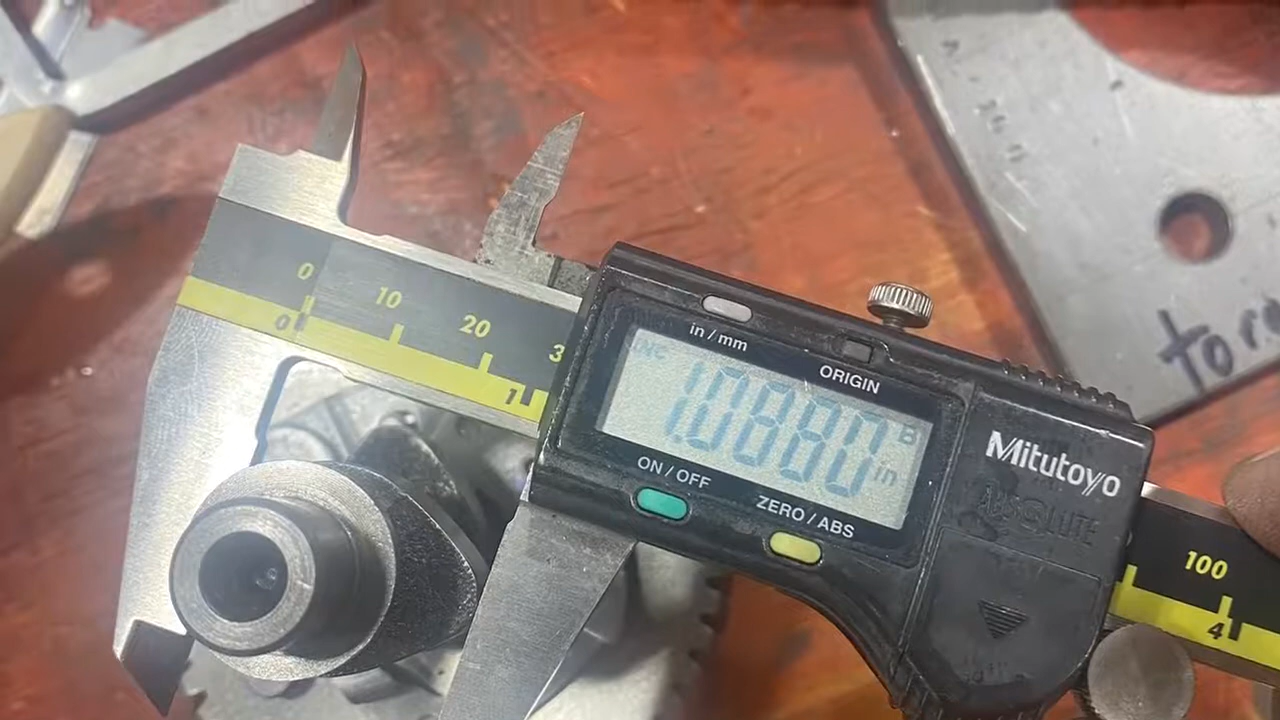 0 10 20 3
0 1
in/mm
ORIGIN
INC
1.0880 B
in
ON/OFF
ZERO/ABS
Mitutoyo
ABSOLUTE
100
4